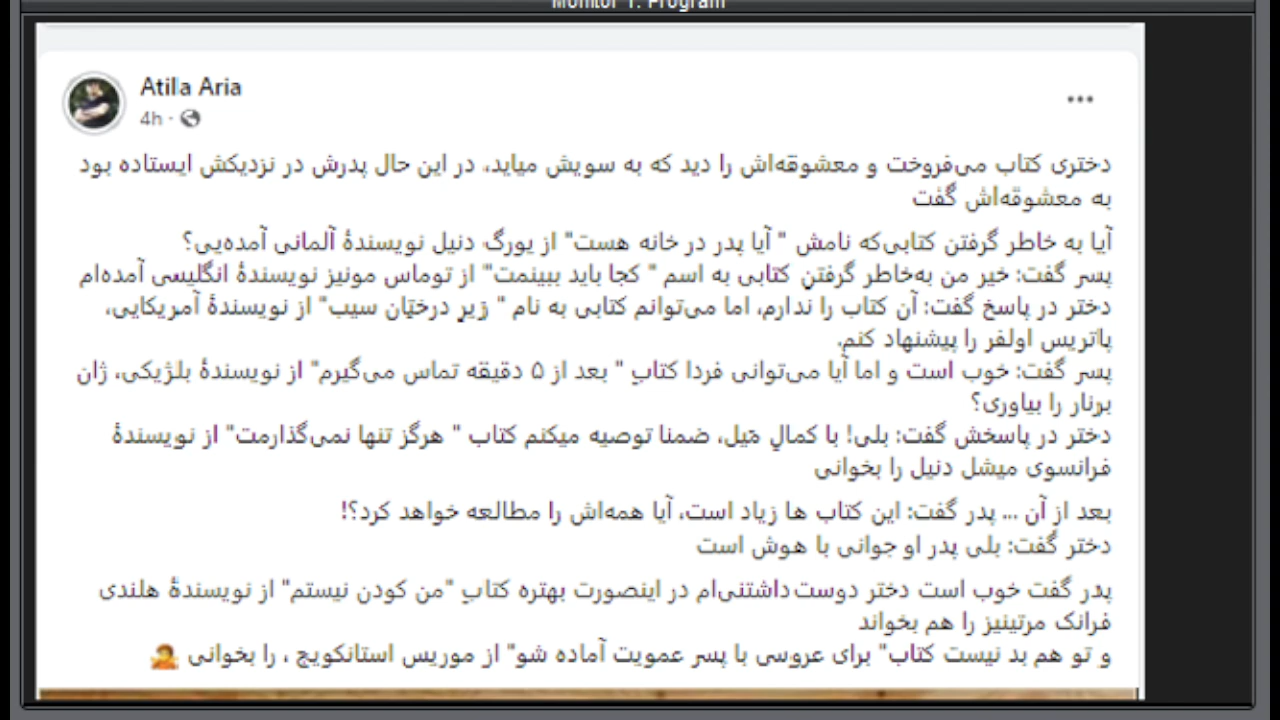 Monitor 1: Program
Atilla Aria
4h ·
دختری کتاب می‌فروخت و معشوقه‌اش را دید که به سویش میاید، در این حال پدرش در نزدیکش ایستاده بود
به معشوقه‌اش گفت
آیا به خاطر گرفتن کتابی‌که نامش " آیا پدر در خانه هست" از یورگ دنیل نویسندهٔ آلمانی آمده‌یی؟
پسر گفت: خیر من به‌خاطر گرفتنِ کتابی به اسم " کجا باید ببینمت" از توماس مونیز نویسندهٔ انگلیسی آمده‌ام
دختر در پاسخ گفت: آن کتاب را ندارم، اما می‌توانم کتابی به نام " زیرِ درختان سیب" از نویسندهٔ آمریکایی،
پاتریس اولفر را پیشنهاد کنم.
پسر گفت: خوب است و اما آیا می‌توانی فردا کتابِ " بعد از ۵ دقیقه تماس می‌گیرم" از نویسندهٔ بلژیکی، ژان
برنار را بیاوری؟
دختر در پاسخش گفت: بلی! با کمالِ مَیل، ضمنا توصیه میکنم کتاب " هرگز تنها نمی‌گذارمت" از نویسندهٔ
فرانسوی میشل دنیل را بخوانی
بعد از آن ... پدر گفت: این کتاب ها زیاد است، آیا همه‌اش را مطالعه خواهد کرد؟!
دختر گفت: بلی پدر او جوانی با هوش است
پدر گفت خوب است دختر دوست‌داشتنی‌ام در اینصورت بهتره کتابِ "من کودن نیستم" از نویسندهٔ هلندی
فرانک مرتینیز را هم بخواند
و تو هم بد نیست کتاب" برای عروسی با پسر عمویت آماده شو" از موریس استانکویچ ، را بخوانی 🤦